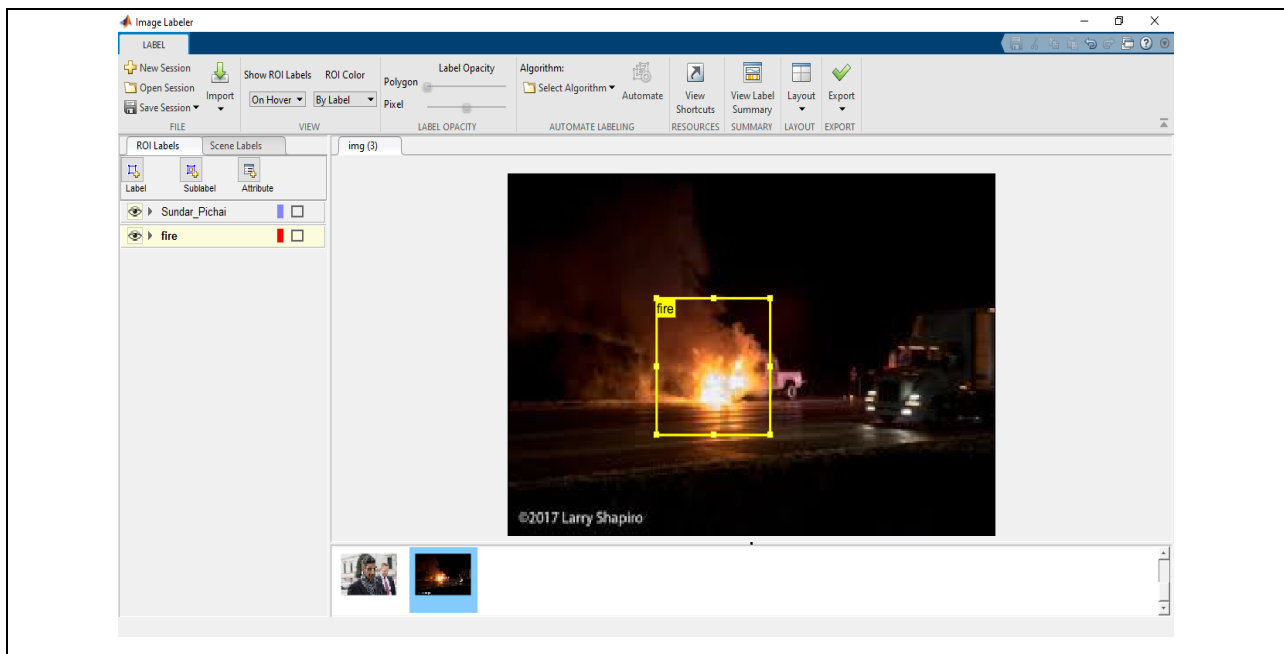 Image Labeler
LABEL
New Session
Open Session
Save Session
Import
FILE
Show ROI Labels
ROI Color
On Hover
By Label
VIEW
Label Opacity
Polygon
Pixel
LABEL OPACITY
Algorithm:
Select Algorithm
Automate
AUTOMATE LABELING
View
Shortcuts
RESOURCES
View Label
Summary
SUMMARY
Layout
LAYOUT
Export
EXPORT
ROI Labels
Scene Labels
Label
Sublabel
Attribute
Sundar_Pichai
fire
img (3)
fire
©2017 Larry Shapiro